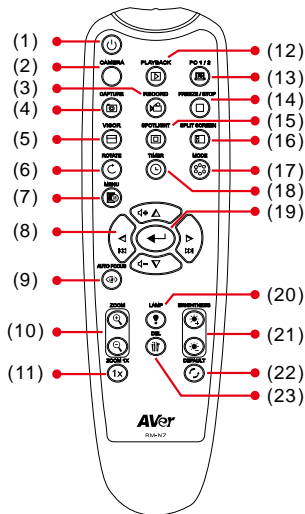 (1)
PLAYBACK
(12)
(2) CAMERA PC 1 / 2
(13)
(3) RECORD
CAPTURE FREEZE / STOP (14)
(4)
(15)
VISOR SPOTLIGHT SPLIT SCREEN
(5) (16)
ROTATE TIMER MODE
(6) (17)
MENU (18)
(7)
(19)
(8)
AUTO FOCUS
(9)
(20)
ZOOM LAMP BRIGHTNESS
(10) DEL (21)
ZOOM 1X DEFAULT
(11) 1x (22)
(23)
AVer
RM-N7